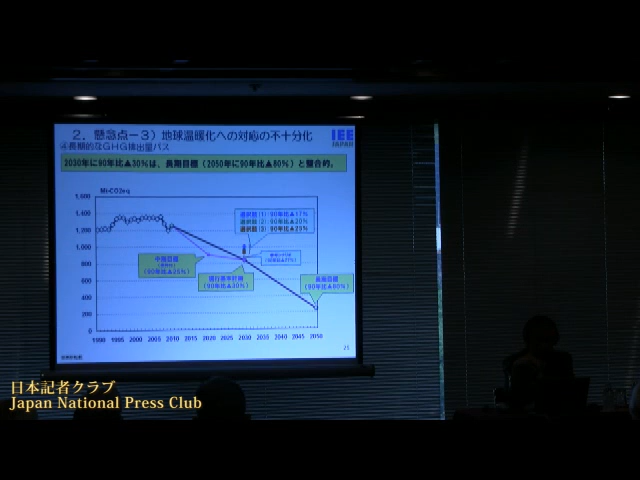 2．懸念点－3）地球温暖化への対応の不十分化
IEE
JAPAN
④長期的なGHG排出量パス
2030年に90年比▲30%は、長期目標（2050年に90年比▲80%）と整合的。
Mt-CO2eq
1,600
1,400
1,200
1,000
800
600
400
200
0
選択肢（1）：90年比▲17%
選択肢（2）：90年比▲20%
選択肢（3）：90年比▲23%
中期目標
（90年比▲25%）
現行基本計画
（90年比▲30%）
長期目標
（90年比▲80%）
1990 1995 2000 2005 2010 2015 2020 2025 2030 2035 2040 2045 2050
25
日本記者クラブ
Japan National Press Club